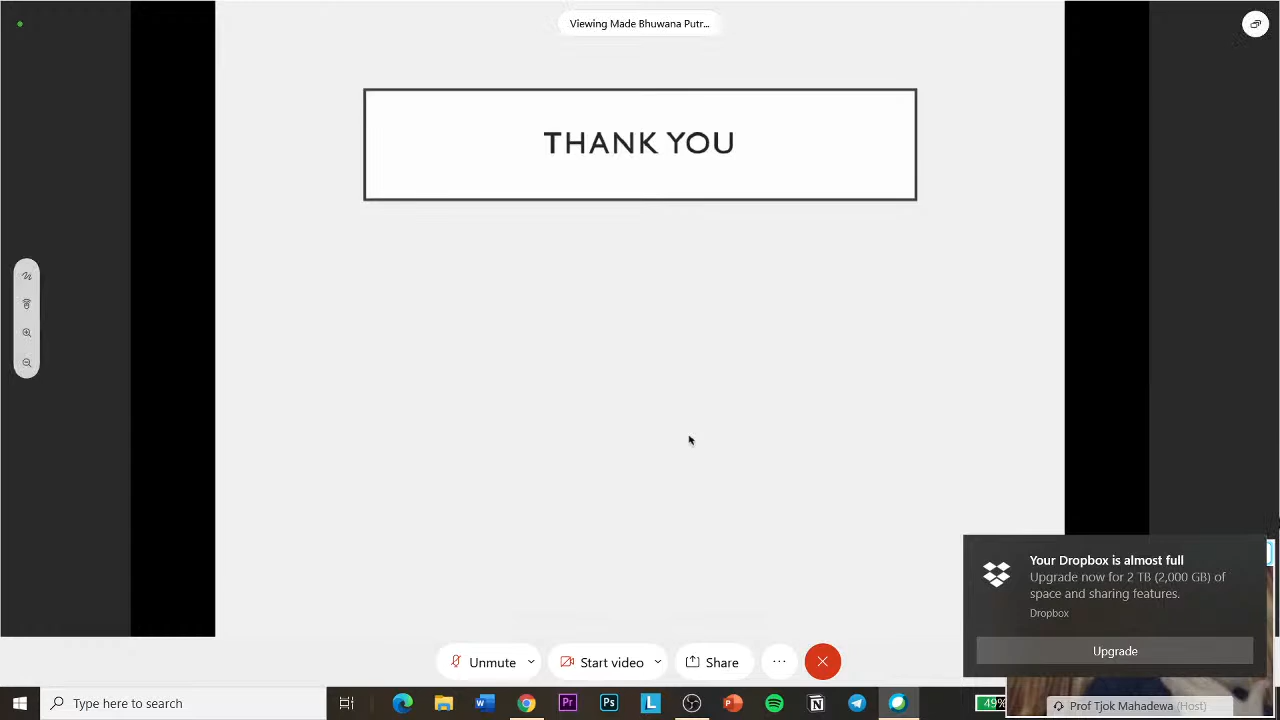 Viewing Made Bhuwana Putr...
THANK YOU
Your Dropbox is almost full
Upgrade now for 2 TB (2,000 GB) of
space and sharing features.
Dropbox
Upgrade
Unmute
Start video
Share
Type here to search
W
Pr
Ps
L
P
N
49%
Prof Tjok Mahadewa (Host)